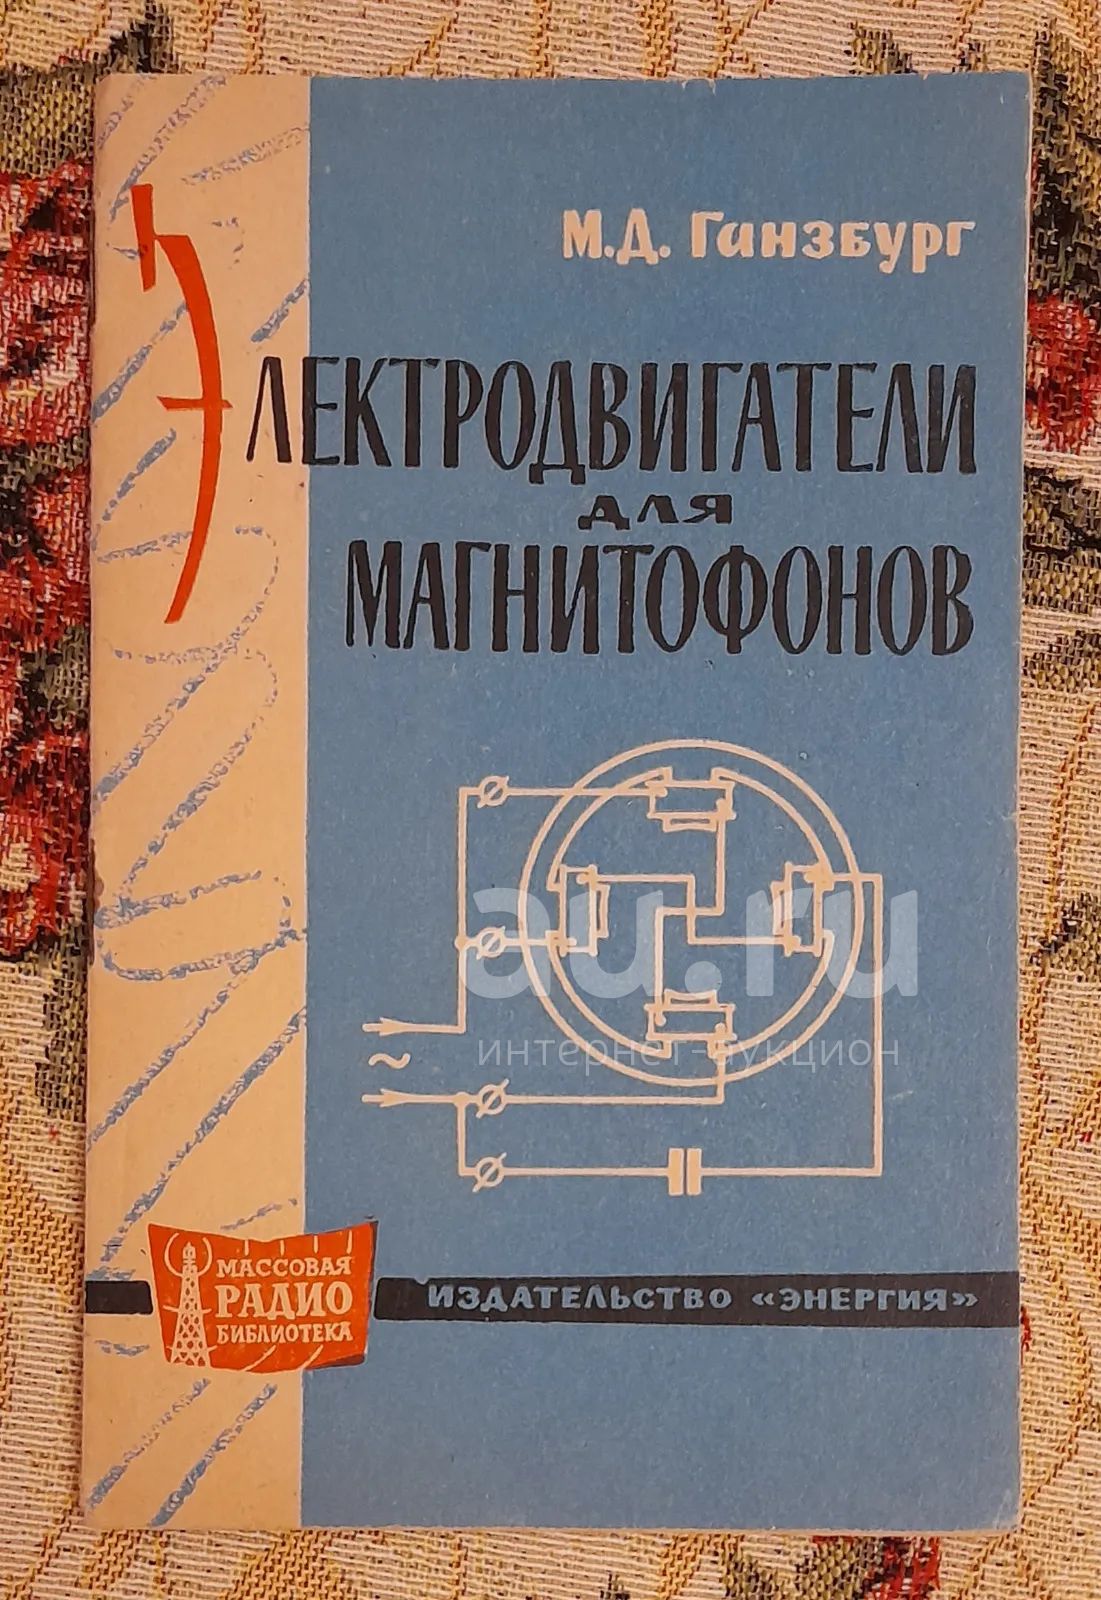 М.Д. Ганзбург
ЭЛЕКТРОДВИГАТЕЛИ
для
МАГНИТОФОНОВ
au.ru
интернет-аукцион
~
МАССОВАЯ
РАДИО
БИБЛИОТЕКА
ИЗДАТЕЛЬСТВО «ЭНЕРГИЯ»